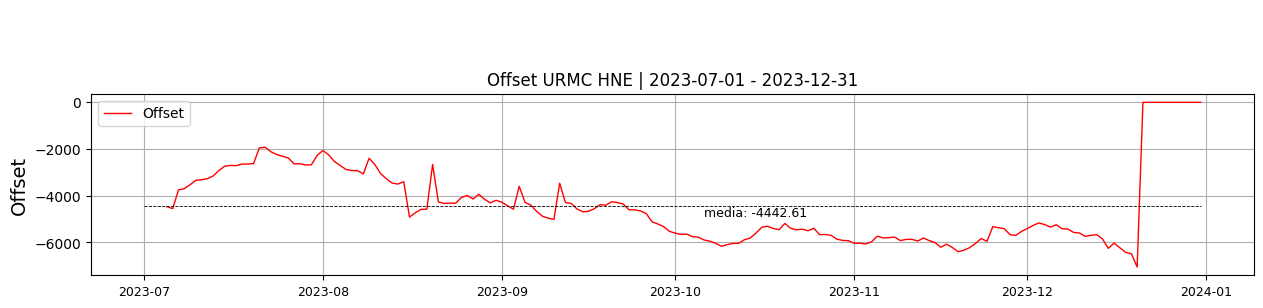 Offset URMC HNE | 2023-07-01 - 2023-12-31
Offset
0
−2000
−4000
−6000
Offset
media: -4442.61
2023-07
2023-08
2023-09
2023-10
2023-11
2023-12
2024-01